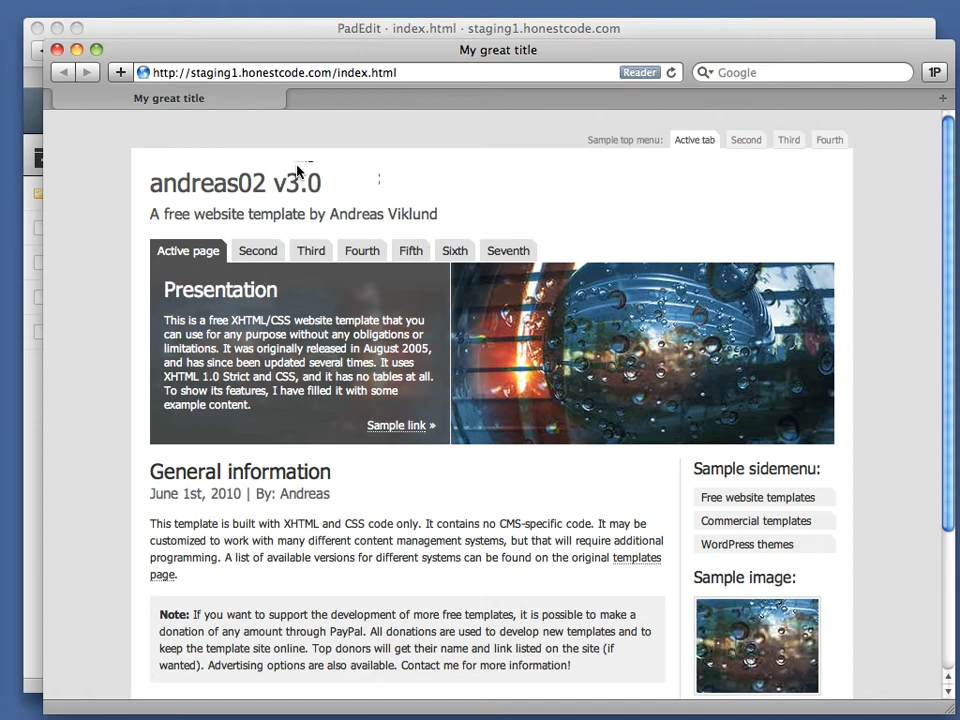 PadEdit · index.html - staging1.honestcode.com
My great title
http://staging1.honestcode.com/index.html
Reader
Google
1P
My great title
Sample top menu:
Active tab
Second
Third
Fourth
andreas02 v3.0
A free website template by Andreas Viklund
Active page
Second
Third
Fourth
Fifth
Sixth
Seventh
Presentation
This is a free XHTML/CSS website template that you
can use for any purpose without any obligations or
limitations. It was originally released in August 2005,
and has since been updated several times. It uses
XHTML 1.0 Strict and CSS, and it has no tables at all.
To show its features, I have filled it with some
example content.
Sample link »
General information
June 1st, 2010 | By: Andreas
This template is built with XHTML and CSS code only. It contains no CMS-specific code. It may be
customized to work with many different content management systems, but that will require additional
programming. A list of available versions for different systems can be found on the original templates
page.
Note: If you want to support the development of more free templates, it is possible to make a
donation of any amount through PayPal. All donations are used to develop new templates and to
keep the template site online. Top donors will get their name and link listed on the site (if
wanted). Advertising options are also available. Contact me for more information!
Sample sidemenu:
Free website templates
Commercial templates
WordPress themes
Sample image: